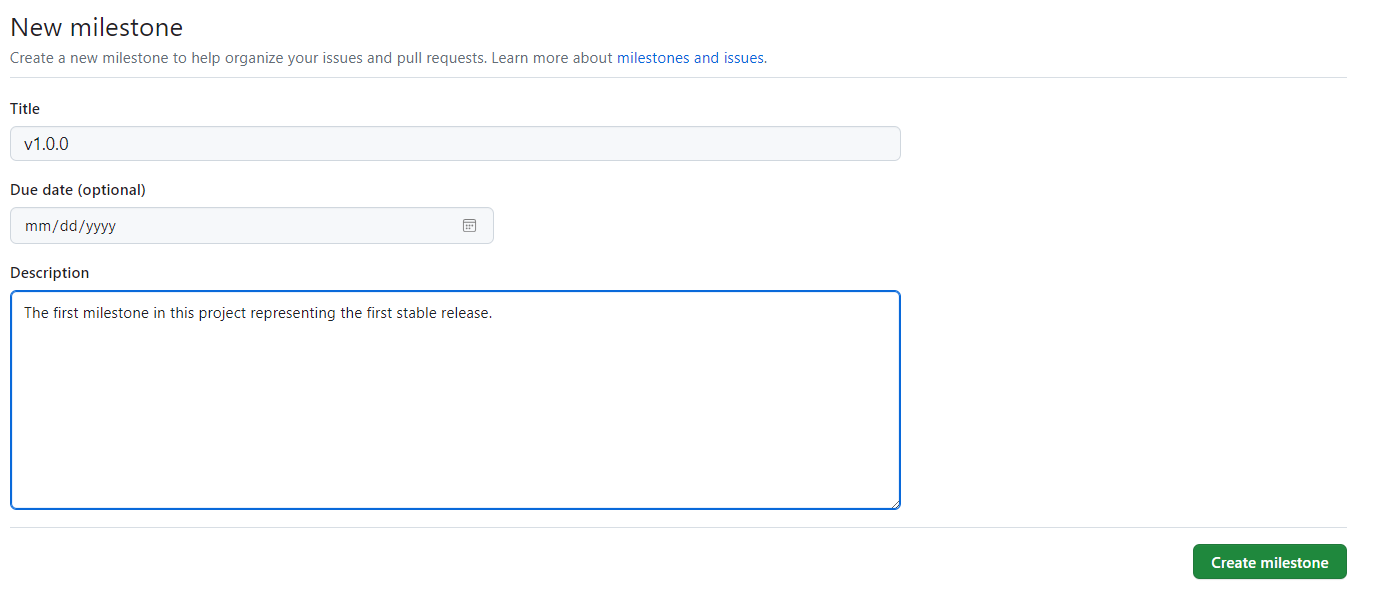 New milestone
Create a new milestone to help organize your issues and pull requests. Learn more about milestones and issues.
Title
v1.0.0
Due date (optional)
mm/dd/yyyy
Description
The first milestone in this project representing the first stable release.
Create milestone